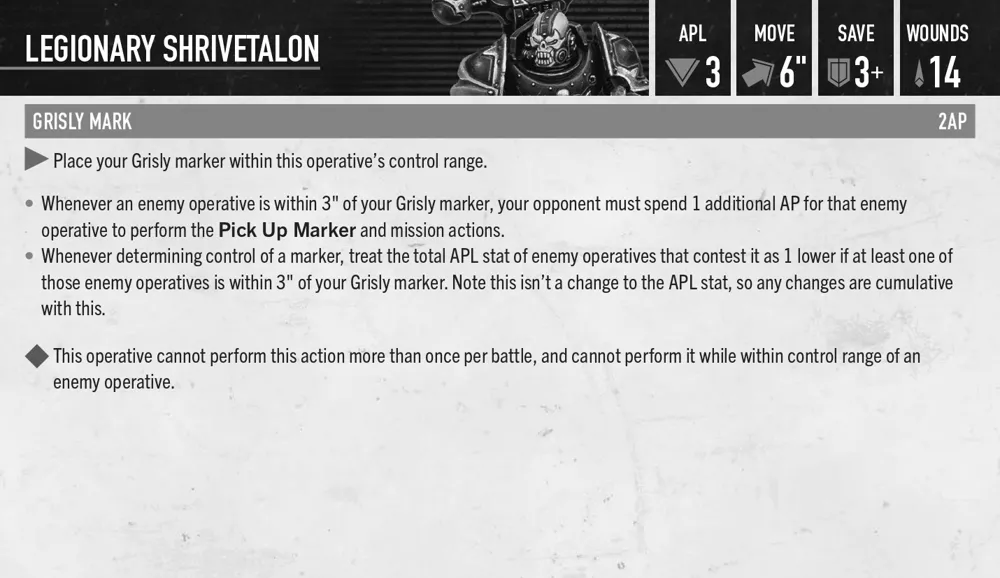 LEGIONARY SHRIVETALON
APL
3
MOVE
6"
SAVE
3+
WOUNDS
14
GRISLY MARK 2AP
Place your Grisly marker within this operative's control range.
• Whenever an enemy operative is within 3" of your Grisly marker, your opponent must spend 1 additional AP for that enemy
operative to perform the Pick Up Marker and mission actions.
• Whenever determining control of a marker, treat the total APL stat of enemy operatives that contest it as 1 lower if at least one of
those enemy operatives is within 3" of your Grisly marker. Note this isn't a change to the APL stat, so any changes are cumulative
with this.
This operative cannot perform this action more than once per battle, and cannot perform it while within control range of an
enemy operative.